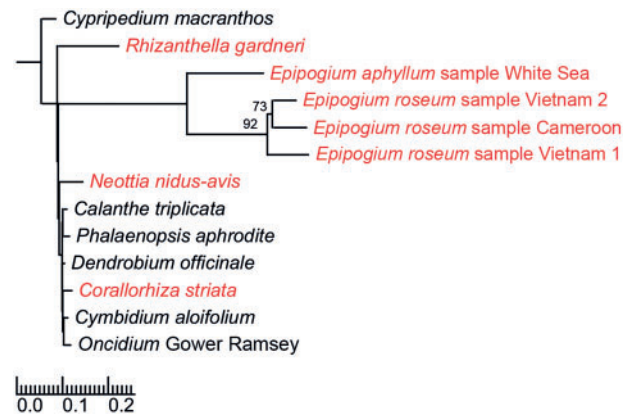 Cypripedium macranthos
Rhizanthella gardneri
Epipogium aphyllum sample White Sea
73
Epipogium roseum sample Vietnam 2
92
Epipogium roseum sample Cameroon
Epipogium roseum sample Vietnam 1
Neottia nidus-avis
Calanthe triplicata
Phalaenopsis aphrodite
Dendrobium officinale
Corallorhiza striata
Cymbidium aloifolium
Oncidium Gower Ramsey
0.0 0.1 0.2